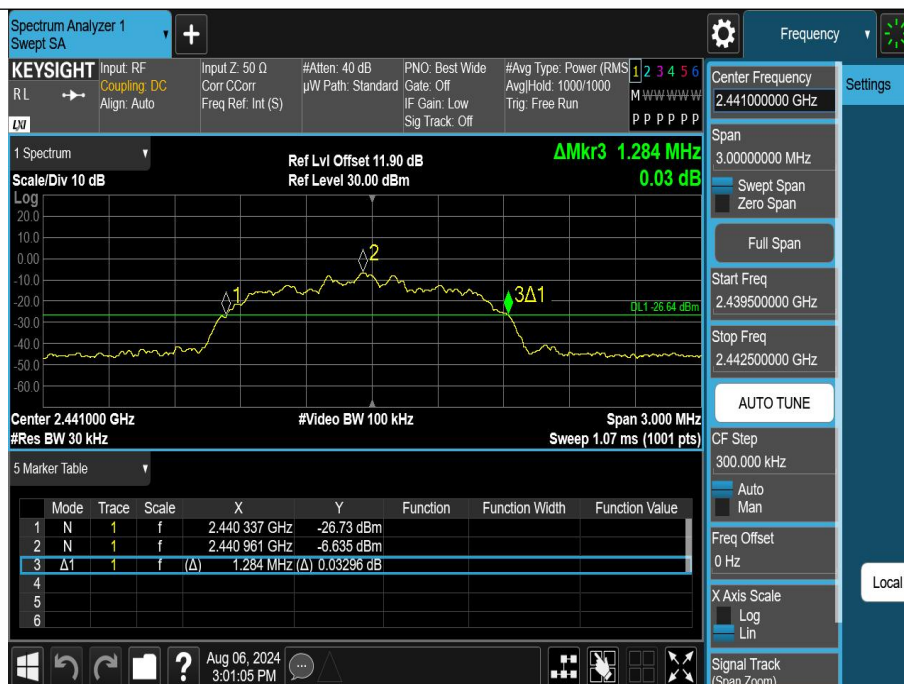 Spectrum Analyzer 1
Swept SA
+
Frequency
KEYSIGHT
R L
LXI
Input: RF
Coupling: DC
Align: Auto
Input Z: 50 Ω
Corr CCorr
Freq Ref: Int (S)
#Atten: 40 dB
µW Path: Standard
PNO: Best Wide
Gate: Off
IF Gain: Low
Sig Track: Off
#Avg Type: Power (RMS
Avg|Hold: 1000/1000
Trig: Free Run
1 2 3 4 5 6
M W W W W W
P P P P P P
1 Spectrum
Scale/Div 10 dB
Ref Lvl Offset 11.90 dB
Ref Level 30.00 dBm
ΔMkr3 1.284 MHz
0.03 dB
Log
20.0
10.0
0.00
-10.0
-20.0
-30.0
-40.0
-50.0
-60.0
1
2
3Δ1
DL1 -26.64 dBm
Center 2.441000 GHz
#Video BW 100 kHz
Span 3.000 MHz
#Res BW 30 kHz
Sweep 1.07 ms (1001 pts)
5 Marker Table
Mode Trace Scale X Y Function Function Width Function Value
1 N 1 f 2.440 337 GHz -26.73 dBm
2 N 1 f 2.440 961 GHz -6.635 dBm
3 Δ1 1 f (Δ) 1.284 MHz (Δ) 0.03296 dB
4
5
6
?
Aug 06, 2024
3:01:05 PM
Center Frequency
2.441000000 GHz
Settings
Span
3.00000000 MHz
Swept Span
Zero Span
Full Span
Start Freq
2.439500000 GHz
Stop Freq
2.442500000 GHz
AUTO TUNE
CF Step
300.000 kHz
Auto
Man
Freq Offset
0 Hz
Local
X Axis Scale
Log
Lin
Signal Track
(Span Zoom)